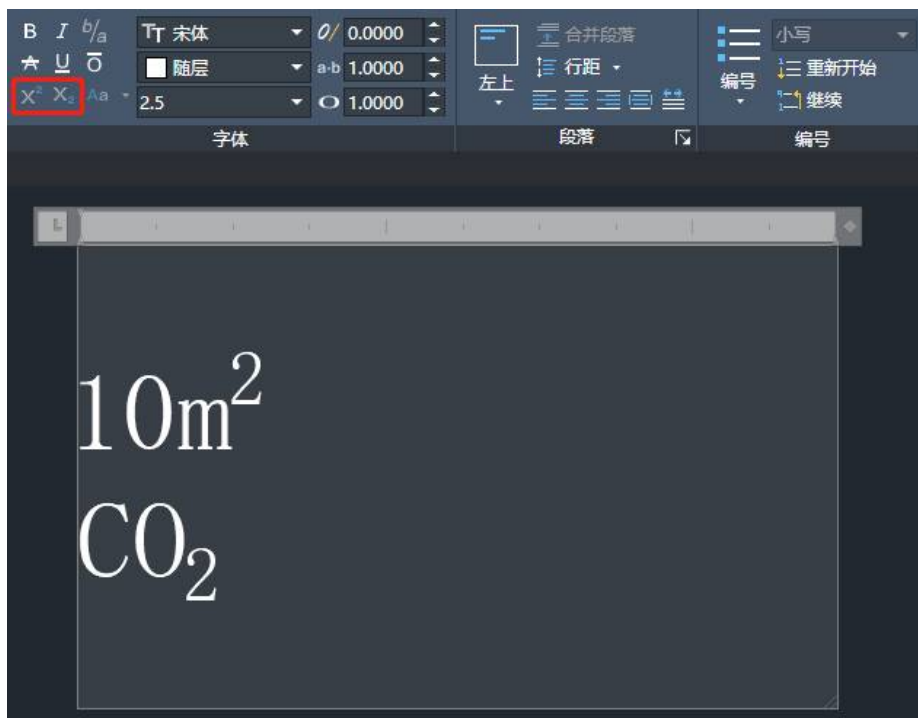 B I b/a TT 宋体 0/ 0.0000 合并段落 小写
A U O 随层 a·b 1.0000 行距 重新开始
X² X₂ Aa 2.5 1.0000 左上 编号 继续
字体 段落 编号
L
10m²
CO₂